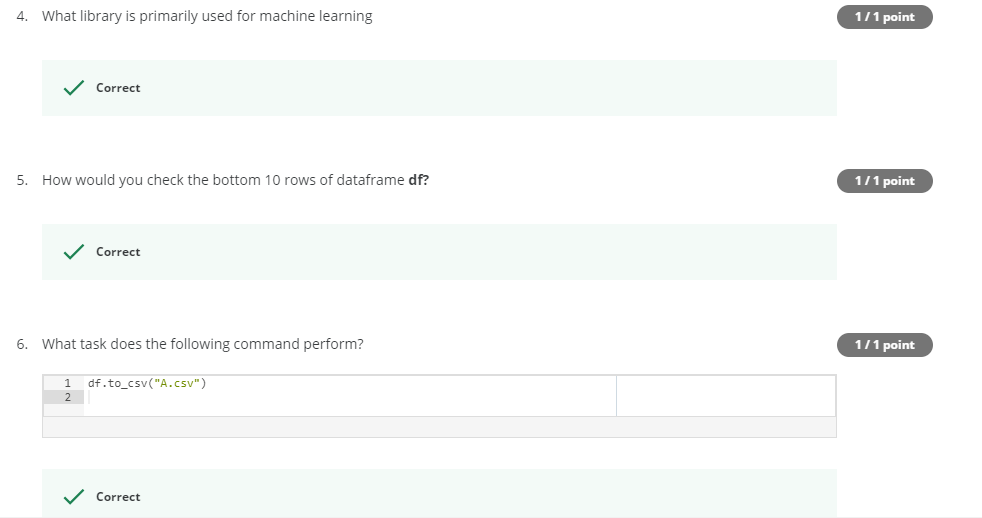 4. What library is primarily used for machine learning
1 / 1 point
Correct
5. How would you check the bottom 10 rows of dataframe df?
1 / 1 point
Correct
6. What task does the following command perform?
1 / 1 point
1 df.to_csv("A.csv")
2
Correct